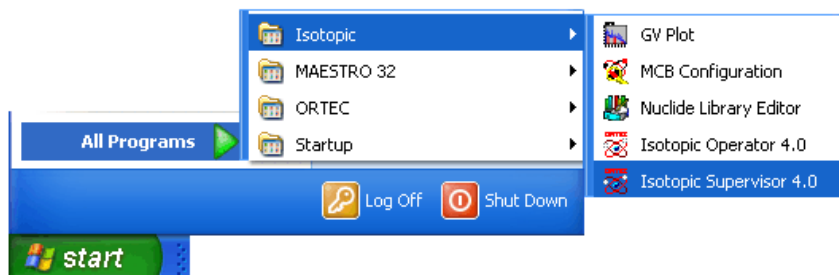 Isotopic
MAESTRO 32
ORTEC
Startup
GV Plot
MCB Configuration
Nuclide Library Editor
Isotopic Operator 4.0
Isotopic Supervisor 4.0
All Programs
Log Off
Shut Down
start